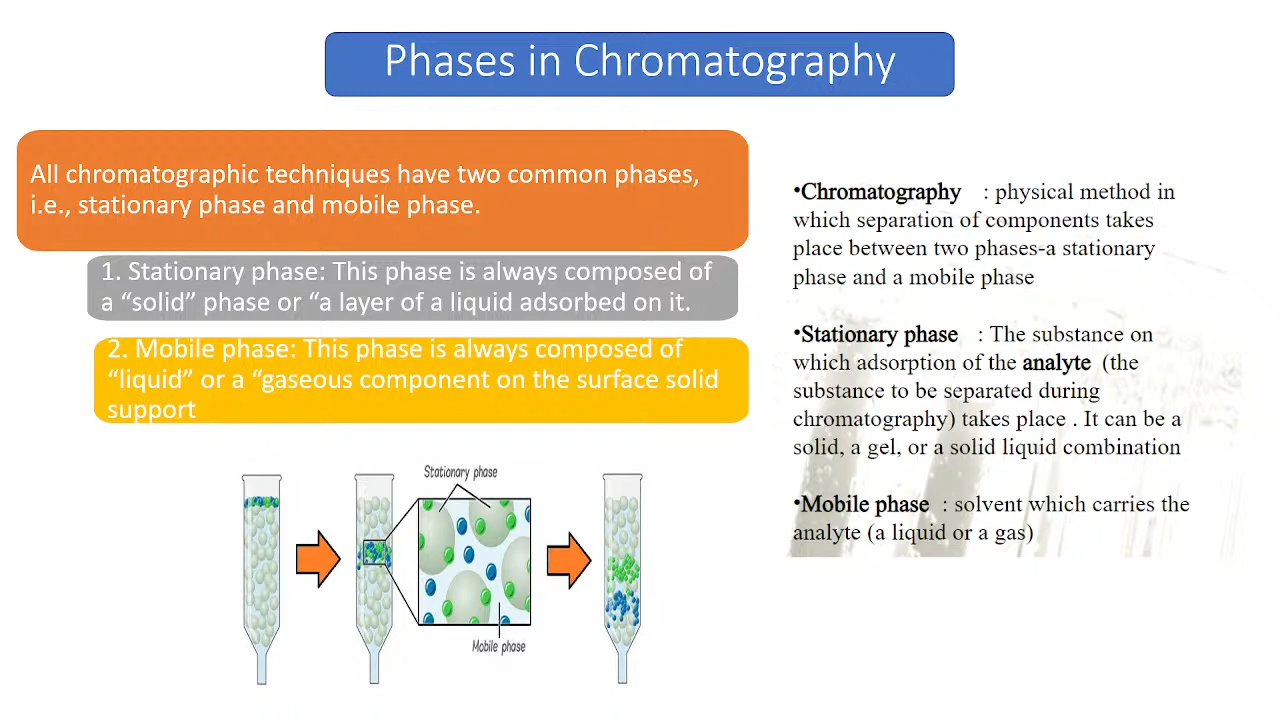 Phases in Chromatography
All chromatographic techniques have two common phases,
i.e., stationary phase and mobile phase.
1. Stationary phase: This phase is always composed of
a “solid” phase or “a layer of a liquid adsorbed on it.
2. Mobile phase: This phase is always composed of
“liquid” or a “gaseous component on the surface solid
support
•Chromatography : physical method in
which separation of components takes
place between two phases-a stationary
phase and a mobile phase
•Stationary phase : The substance on
which adsorption of the analyte (the
substance to be separated during
chromatography) takes place . It can be a
solid, a gel, or a solid liquid combination
•Mobile phase : solvent which carries the
analyte (a liquid or a gas)
Stationary phase
Mobile phase